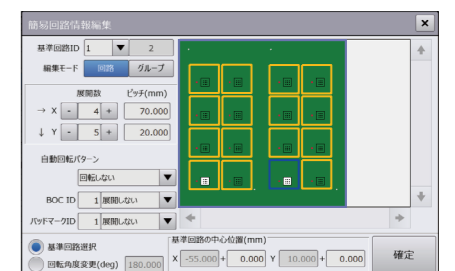 簡易回路情報編集 ×
基準回路ID 1 ▼ 2
編集モード 回路 グループ
展開数 ピッチ(mm)
→ X - 4 + 70.000
↓ Y - 5 + 20.000
自動回転パターン
回転しない ▼
BOC ID 1 展開しない ▼
パッドマークID 1 展開しない ▼
基準回路選択
回転角度変更(deg) 180.000
基準回路の中心位置(mm)
X -55.000 + 0.000 Y 10.000 + 0.000
確定